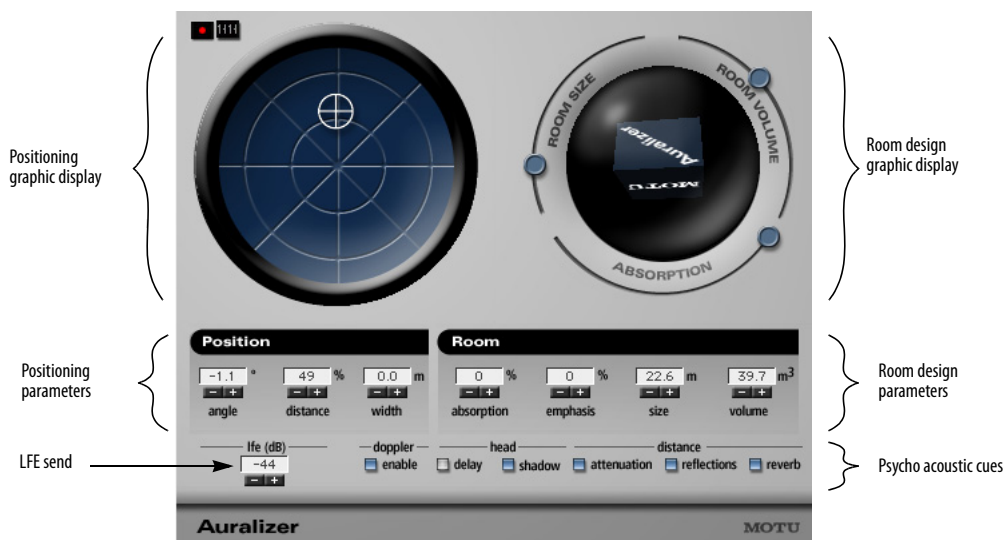 Positioning
graphic display
ROOM SIZE
ROOM VOLUME
ABSORPTION
Auralizer
MOTU
Room design
graphic display
Positioning
parameters
Position
-1.1 °
49 %
0.0 m
angle
distance
width
Room
0 %
0 %
22.6 m
39.7 m3
absorption
emphasis
size
volume
Room design
parameters
LFE send
lfe (dB)
-44
doppler
enable
head
delay
shadow
distance
attenuation
reflections
reverb
Psycho acoustic cues
Auralizer
MOTU